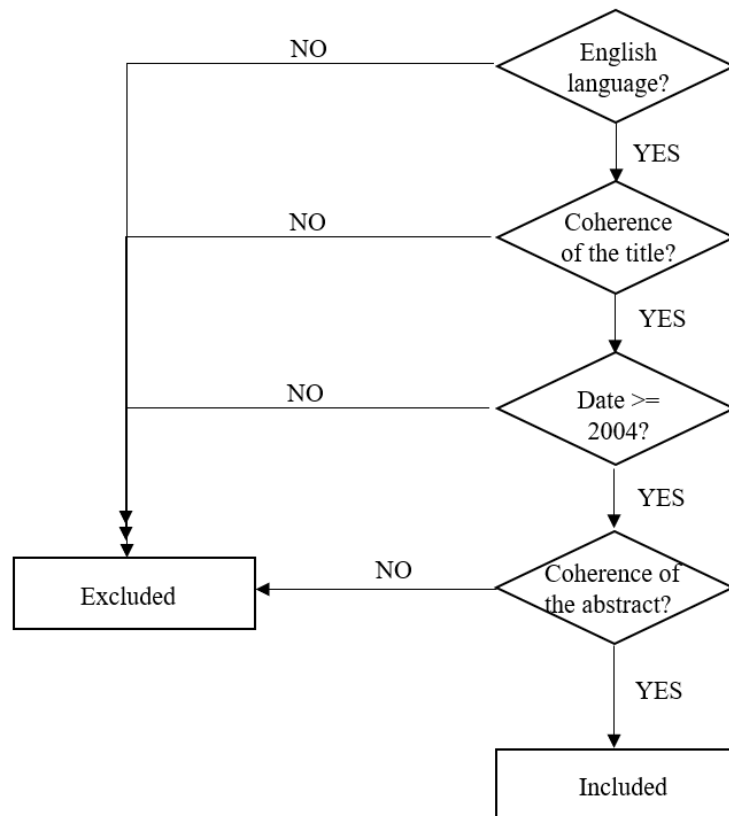 NO
English
language?
YES
NO
Coherence
of the title?
YES
NO
Date >=
2004?
YES
Excluded
NO
Coherence of
the abstract?
YES
Included